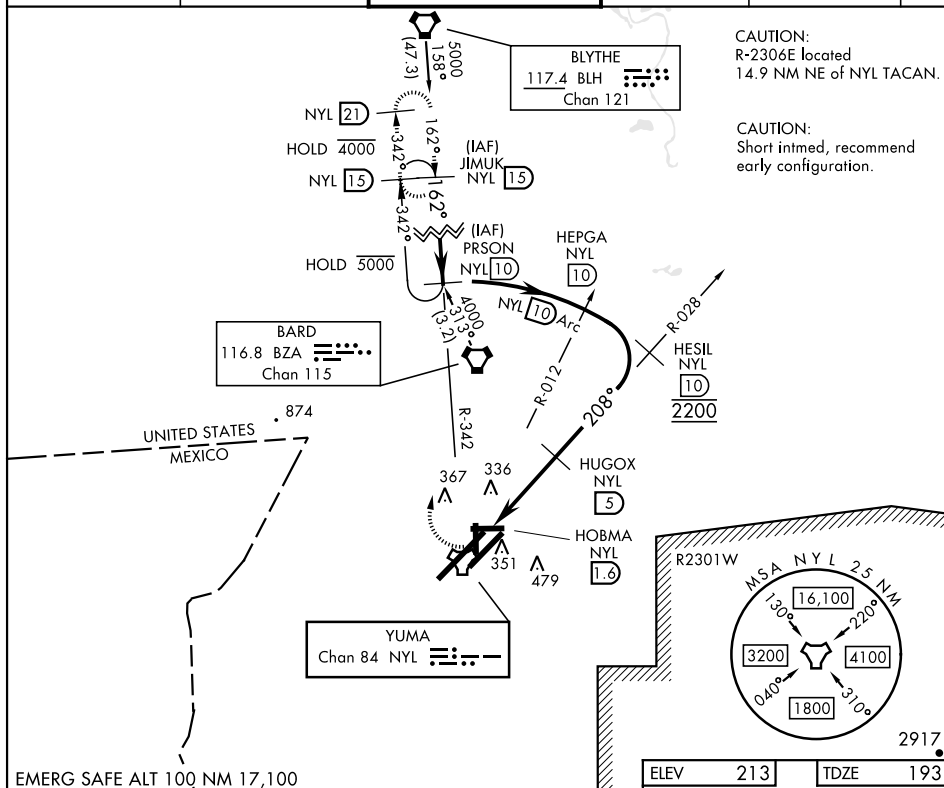 5000
158°
(47.3)
BLYTHE
117.4 BLH
Chan 121
CAUTION:
R-2306E located
14.9 NM NE of NYL TACAN.
CAUTION:
Short intmed, recommend
early configuration.
NYL 21
HOLD 4000
342°
162°
NYL 15
(IAF)
JIMUK
NYL 15
342°
162°
HOLD 5000
(IAF)
PRSON
NYL 10
HEPGA
NYL
10
NYL 10 Arc
4000
313°
(3.2)
R-028
HESIL
NYL
10
2200
BARD
116.8 BZA
Chan 115
R-012
R-342
208°
874
UNITED STATES
MEXICO
HUGOX
NYL
5
367
336
HOBMA
NYL
1.6
351
479
YUMA
Chan 84 NYL
R2301W
MSA NYL 25 NM
130°
16,100
220°
3200
4100
040°
1800
310°
2917
EMERG SAFE ALT 100 NM 17,100
ELEV 213
TDZE 193